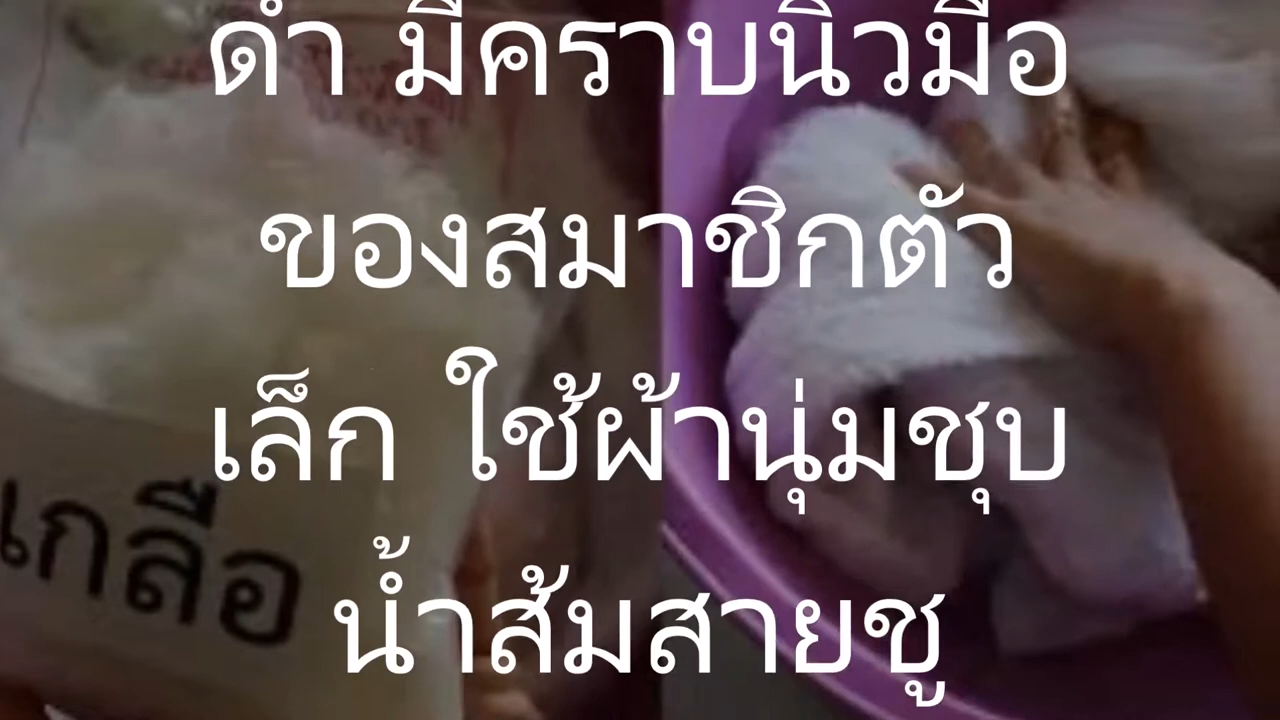 ดำ มีคราบนิ้วมือ
ของสมาชิกตัว
เล็ก ใช้ผ้านุ่มชุบ
น้ำส้มสายชู
เกลือ